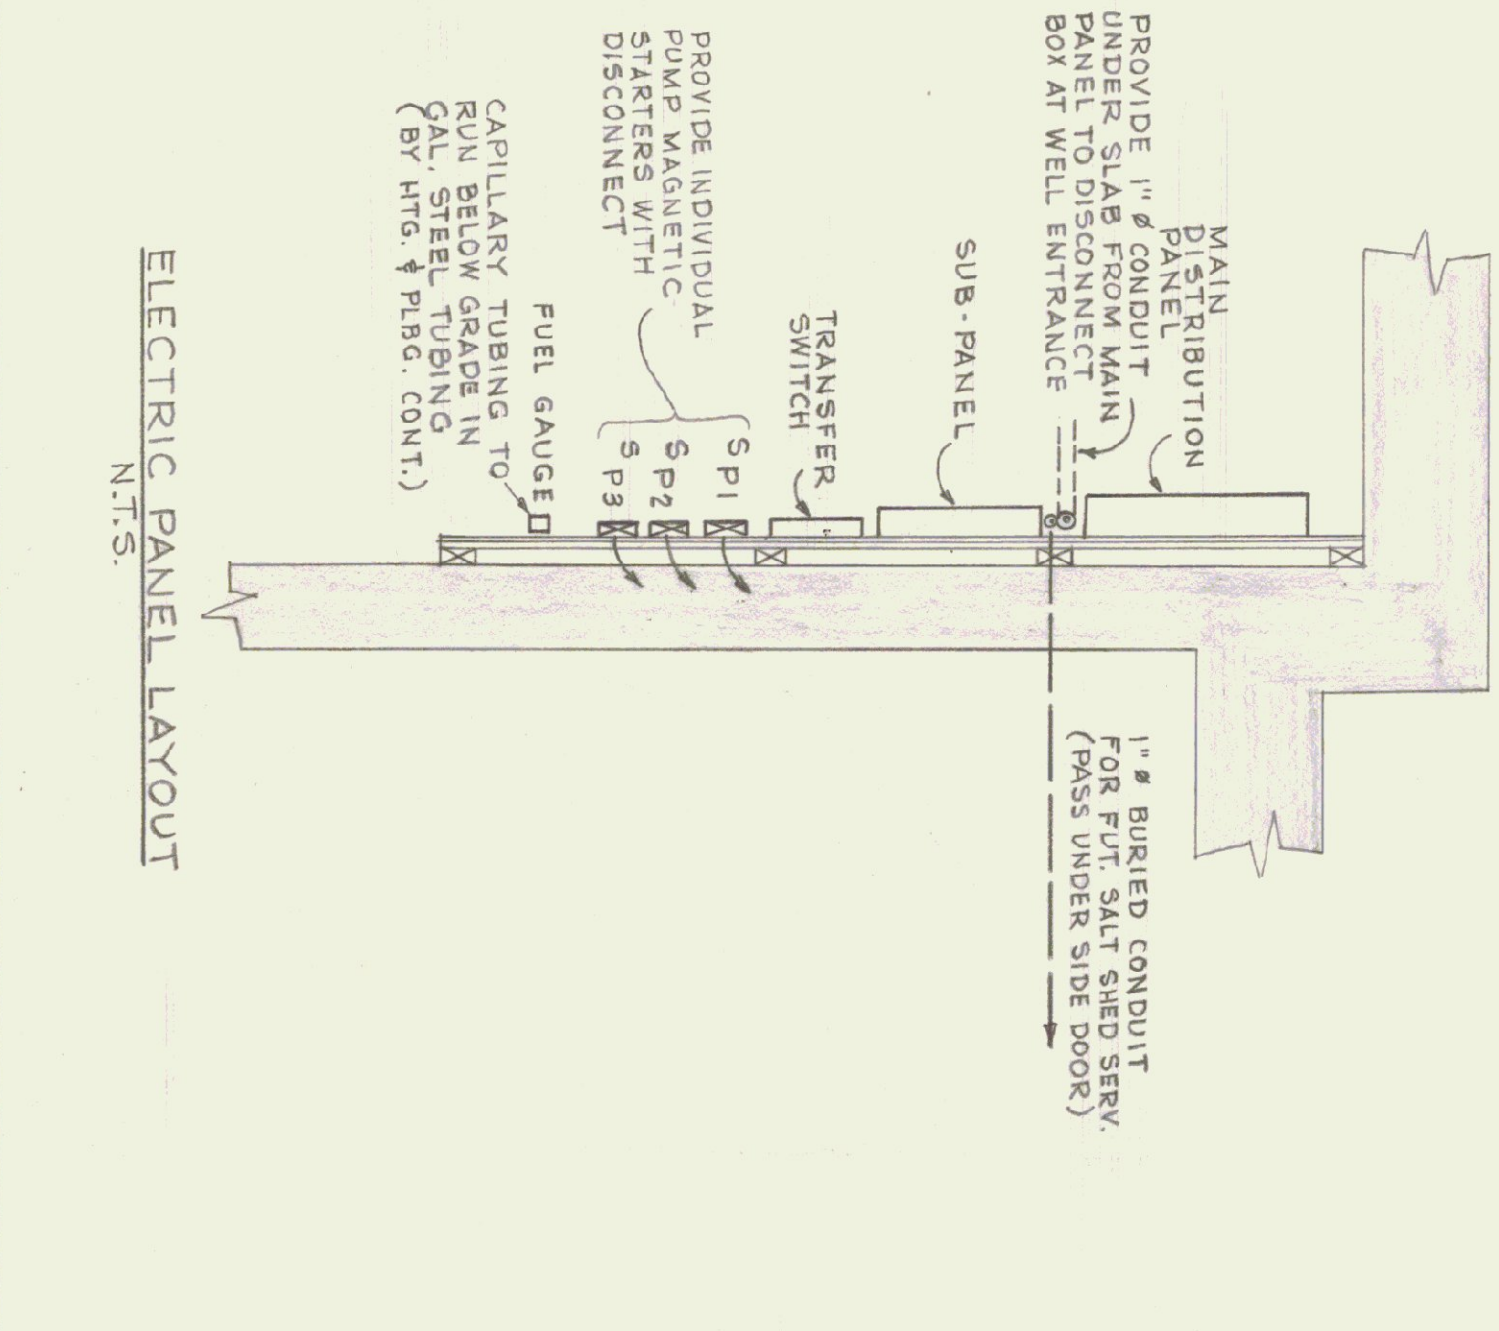 PROVIDE 1" ø CONDUIT
UNDER SLAB FROM MAIN
PANEL TO DISCONNECT
BOX AT WELL ENTRANCE
MAIN
DISTRIBUTION
PANEL
SUB-PANEL
TRANSFER
SWITCH
PROVIDE INDIVIDUAL
PUMP MAGNETIC
STARTERS WITH
DISCONNECT
S P1
S P2
S P3
FUEL GAUGE
CAPILLARY TUBING TO
RUN BELOW GRADE IN
GAL. STEEL TUBING
(BY HTG. & PLBG. CONT.)
1" ø BURIED CONDUIT
FOR FUT. SALT SHED SERV.
(PASS UNDER SIDE DOOR)
ELECTRIC PANEL LAYOUT
N.T.S.